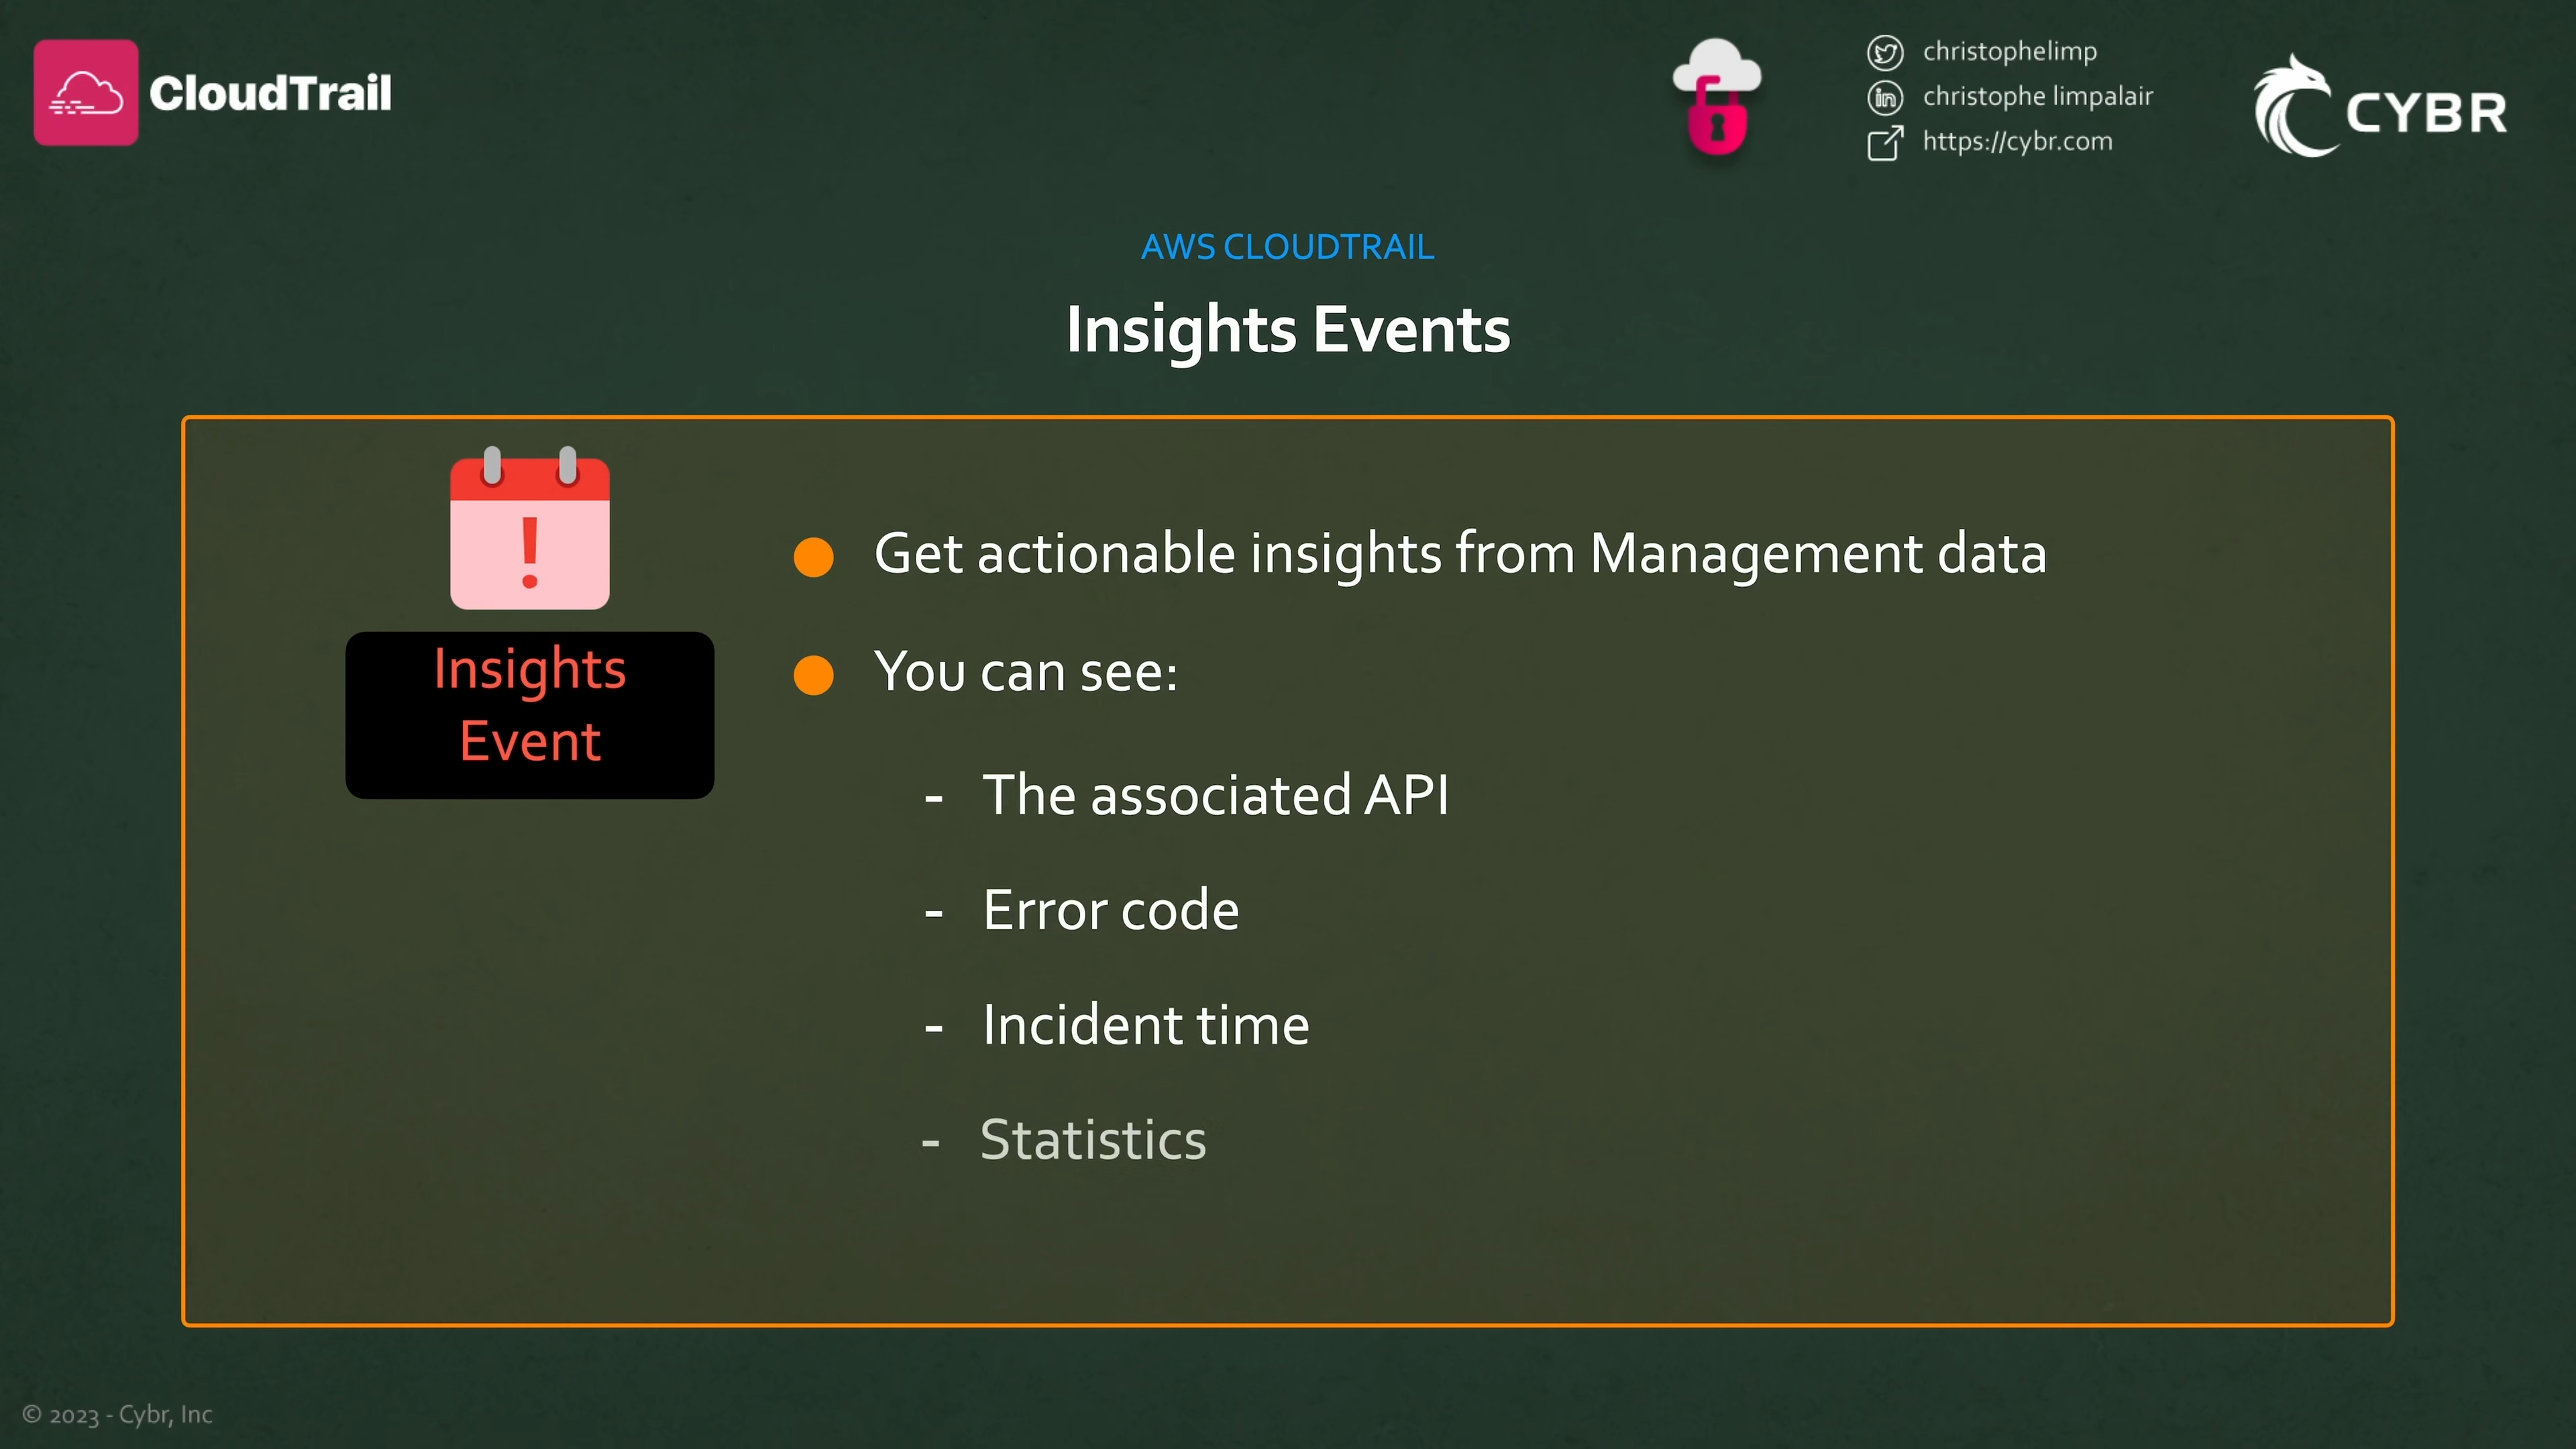 CloudTrail
christophelimp
christophe limpalair
https://cybr.com
CYBR
AWS CLOUDTRAIL
Insights Events
!
Insights
Event
Get actionable insights from Management data
You can see:
- The associated API
- Error code
- Incident time
- Statistics
© 2023 - Cybr, Inc